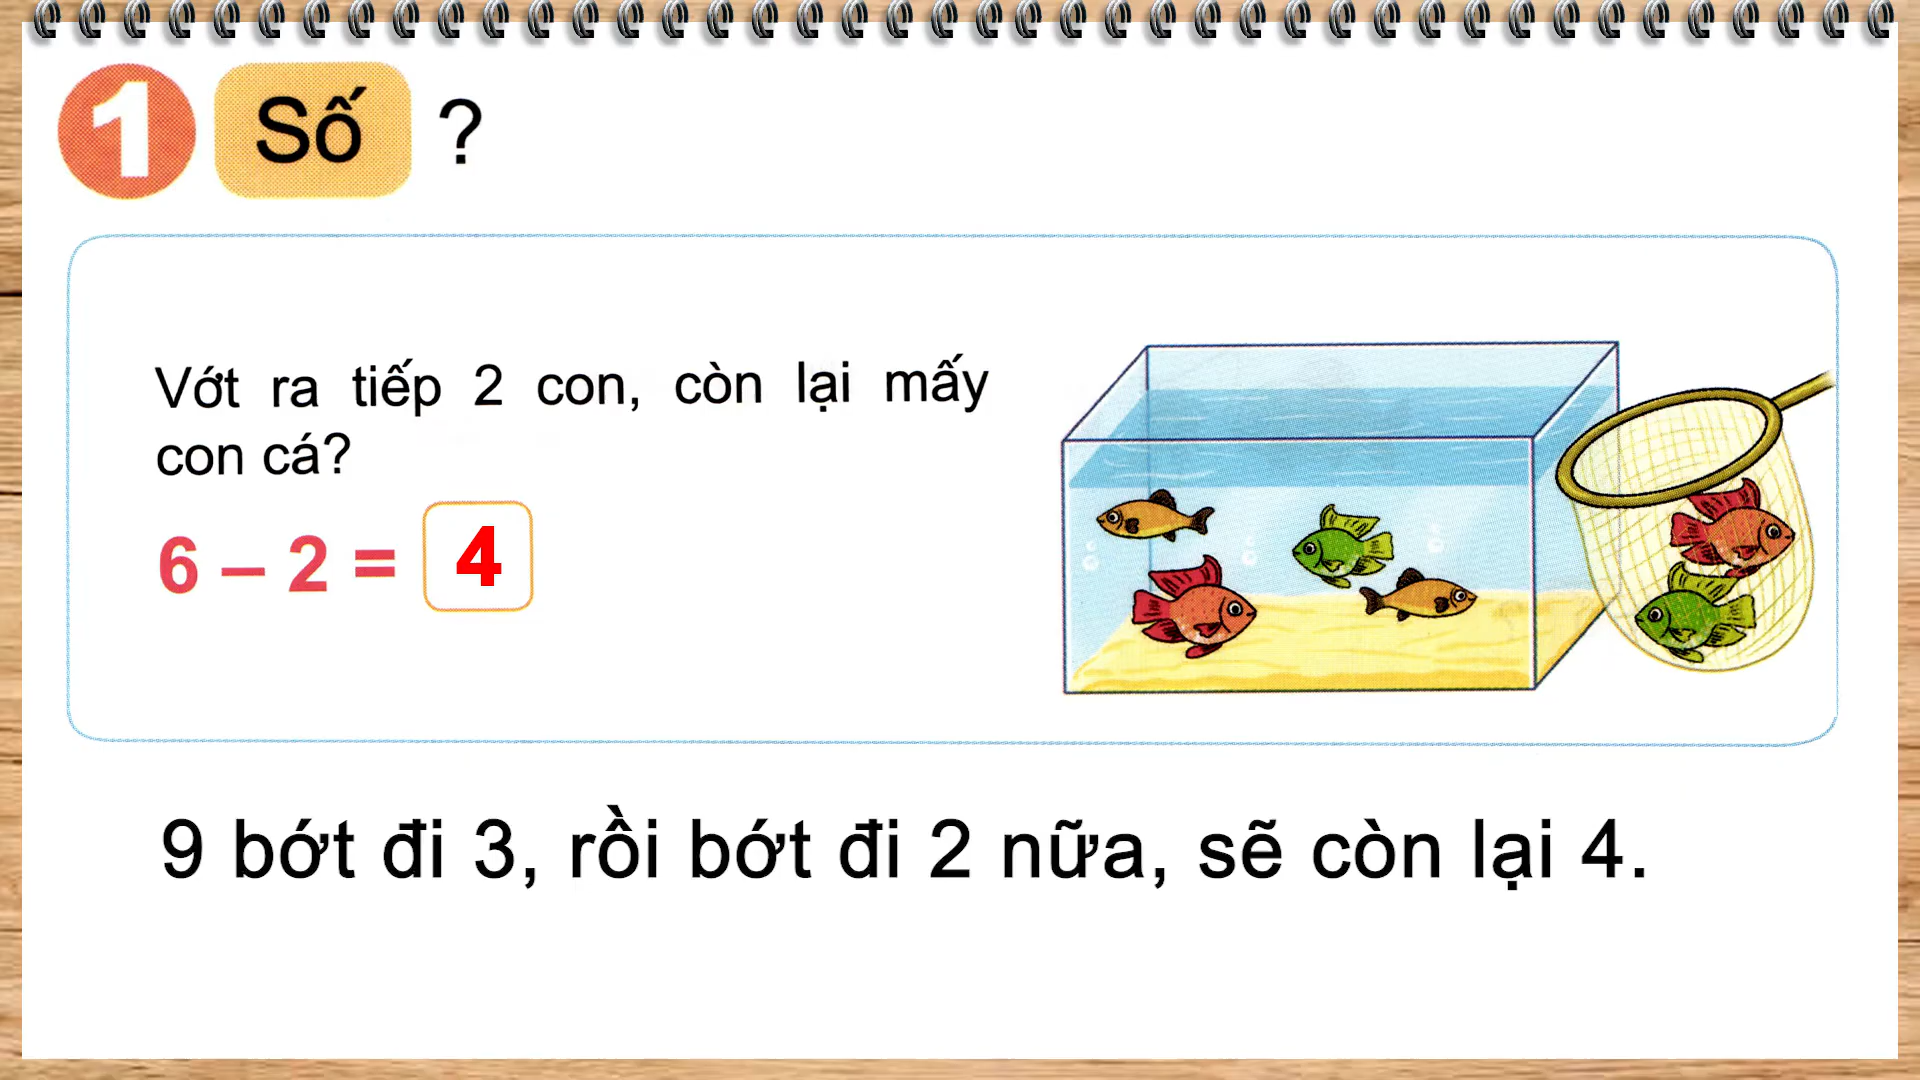 1 Số ?
Vớt ra tiếp 2 con, còn lại mấy
con cá?
6 – 2 = 4
9 bớt đi 3, rồi bớt đi 2 nữa, sẽ còn lại 4.